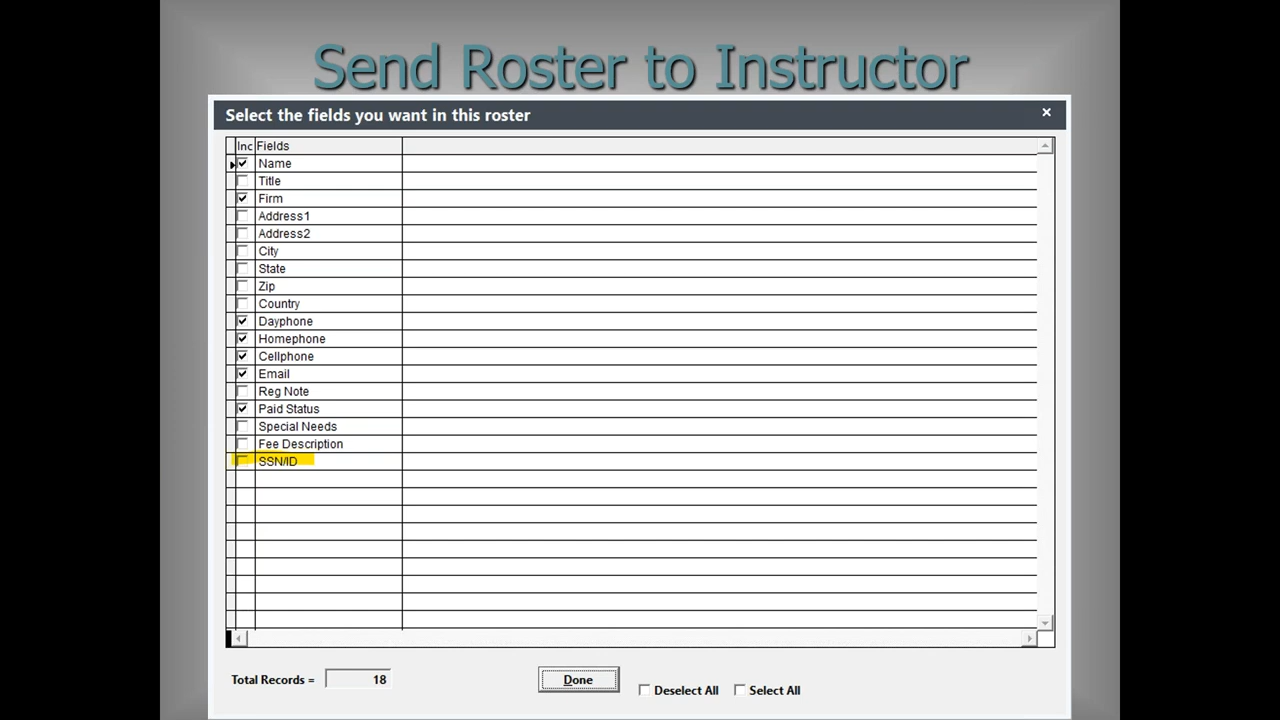 Send Roster to Instructor
Select the fields you want in this roster
Inc Fields
Name
Title
Firm
Address1
Address2
City
State
Zip
Country
Dayphone
Homephone
Cellphone
Email
Reg Note
Paid Status
Special Needs
Fee Description
SSN/ID
Total Records = 18
Done
Deselect All
Select All